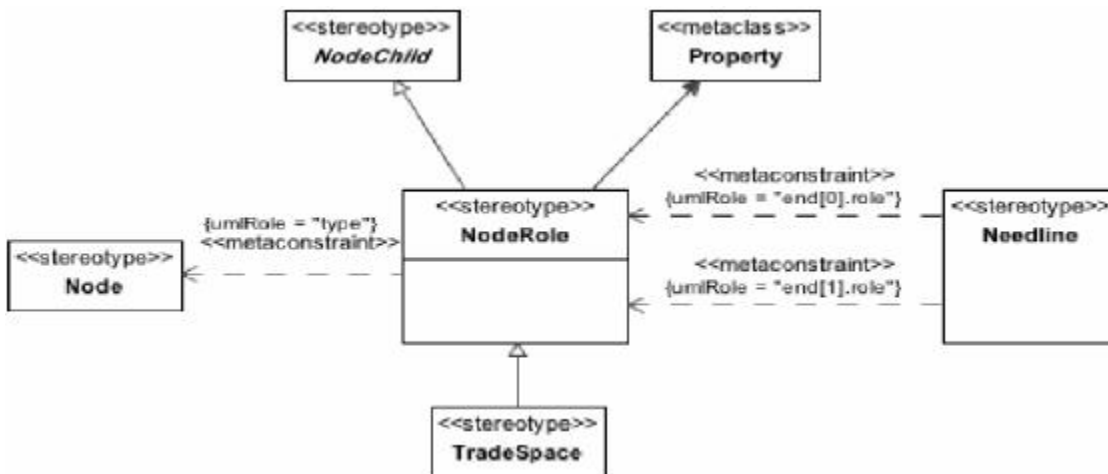 <<stereotype>>
NodeChild
<<metaclass>>
Property
<<metaconstraint>>
{umlRole = "end[0].role"}
<<stereotype>>
NodeRole
<<stereotype>>
Needline
{umlRole = "type"}
<<metaconstraint>>
<<stereotype>>
Node
<<metaconstraint>>
{umlRole = "end[1].role"}
<<stereotype>>
TradeSpace